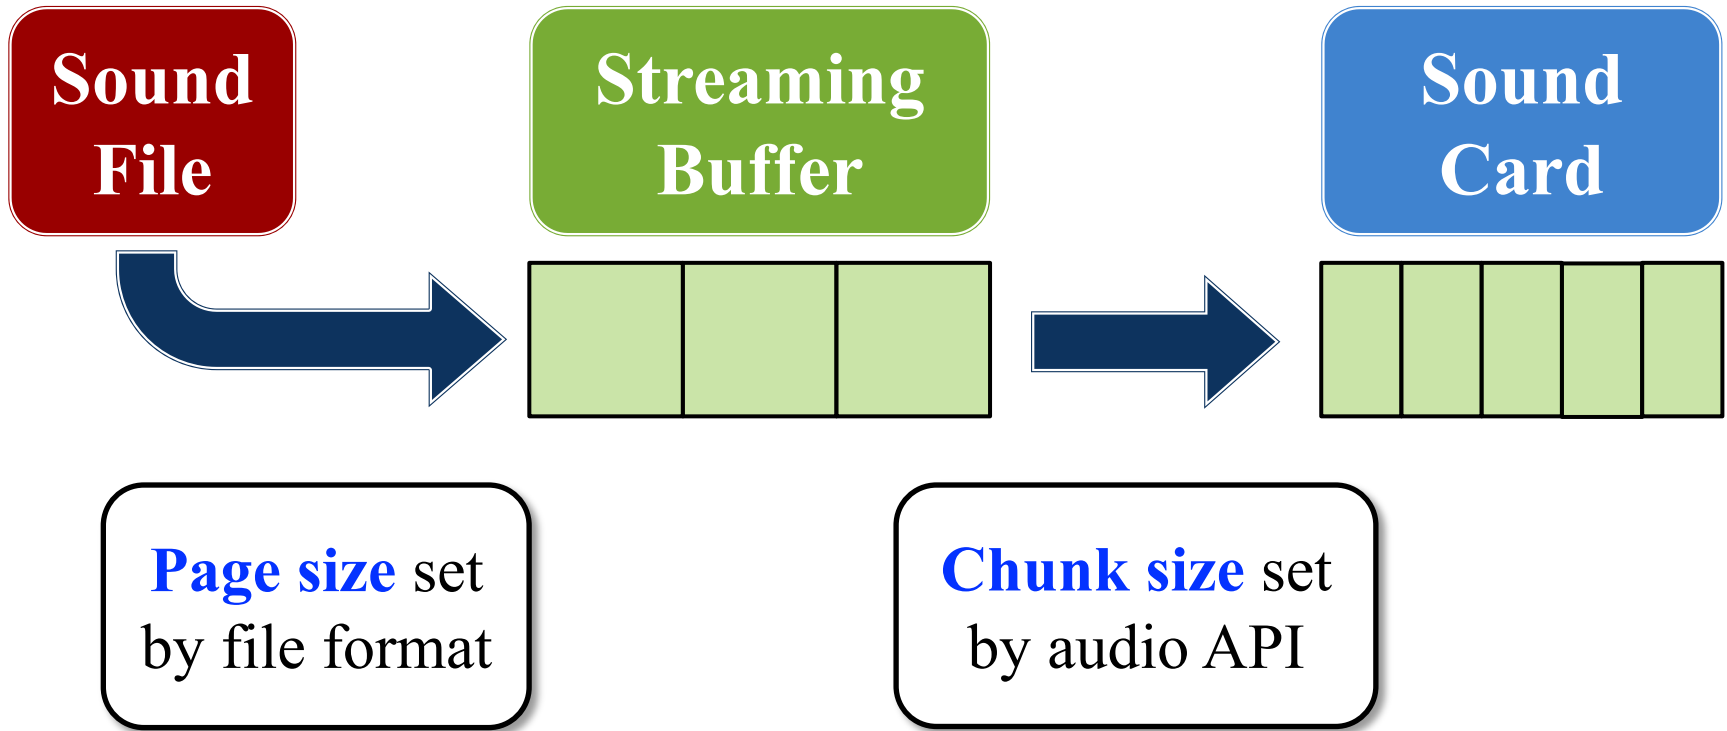 Sound
File
Streaming
Buffer
Sound
Card
Page size set
by file format
Chunk size set
by audio API